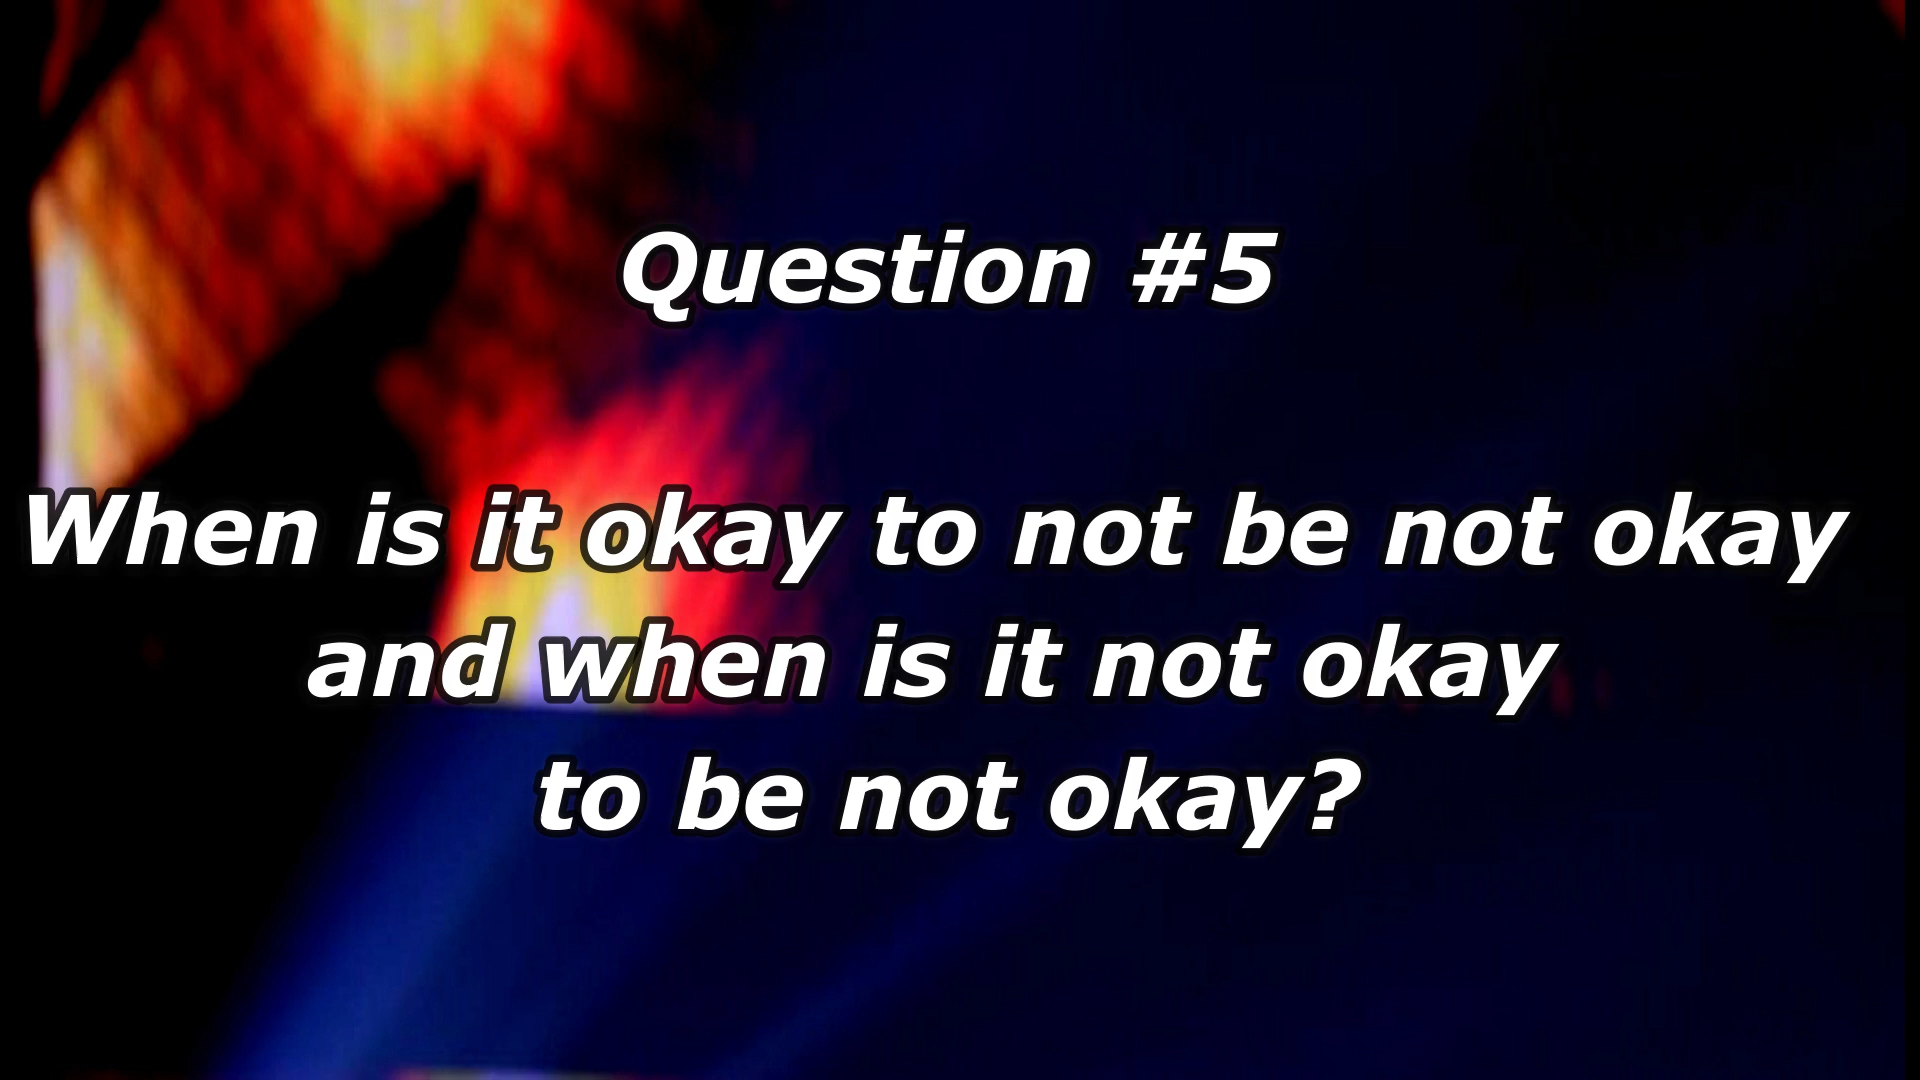 Question #5
When is it okay to not be not okay
and when is it not okay
to be not okay?